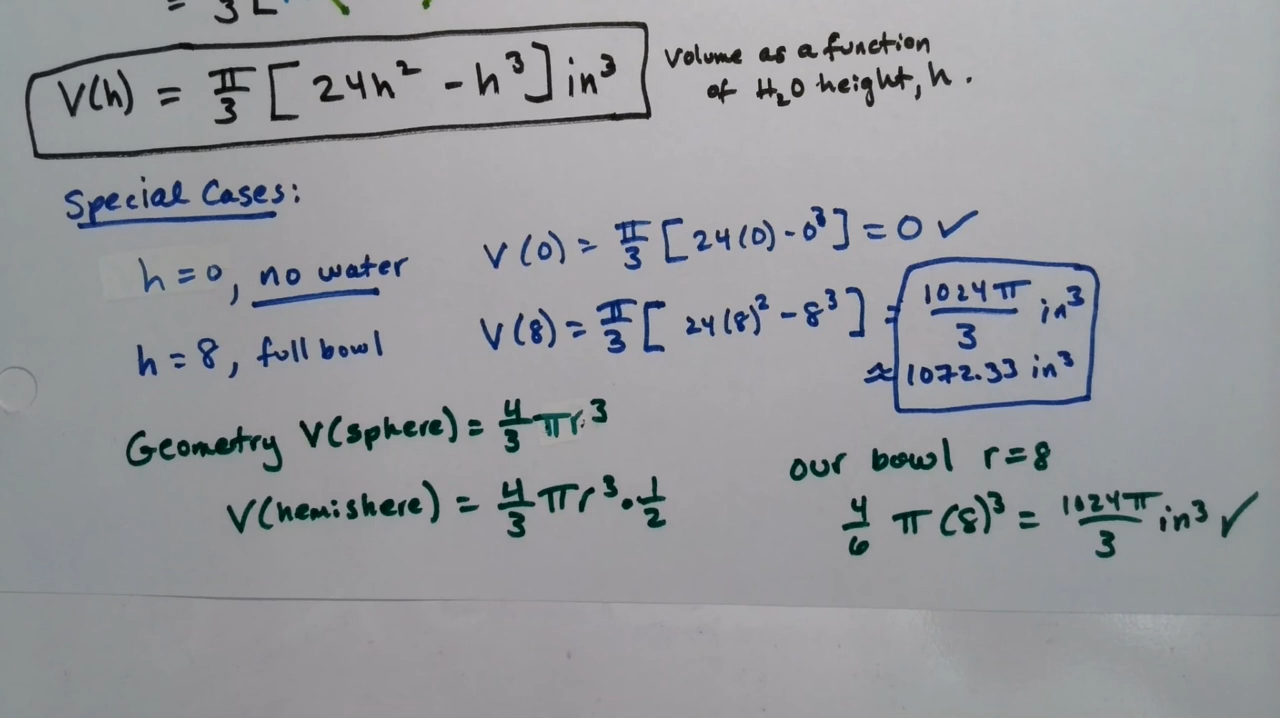 = 3 [
V(h) = π/3 [ 24h² - h³ ] in³
Volume as a function
of H₂O height, h.
Special Cases:
h = 0, no water
V(0) = π/3 [ 24(0) - 0³ ] = 0 ✓
h = 8, full bowl
V(8) = π/3 [ 24(8)² - 8³ ] = 1024π/3 in³
≈ 1072.33 in³
Geometry V(sphere) = 4/3 πr³
V(hemishere) = 4/3 πr³ · 1/2
our bowl r = 8
4/6 π (8)³ = 1024π/3 in³ ✓